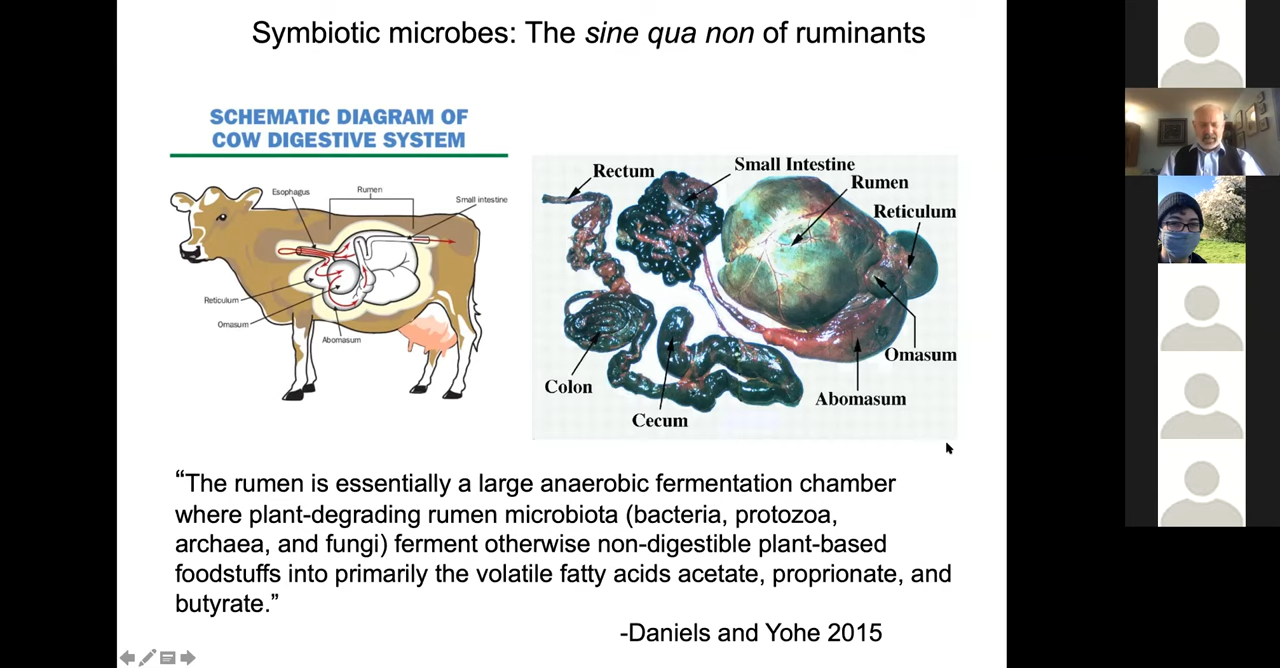 Symbiotic microbes: The sine qua non of ruminants
SCHEMATIC DIAGRAM OF
COW DIGESTIVE SYSTEM
Esophagus
Rumen
Small intestine
Reticulum
Omasum
Abomasum
Rectum
Small Intestine
Rumen
Reticulum
Colon
Cecum
Omasum
Abomasum
“The rumen is essentially a large anaerobic fermentation chamber
where plant-degrading rumen microbiota (bacteria, protozoa,
archaea, and fungi) ferment otherwise non-digestible plant-based
foodstuffs into primarily the volatile fatty acids acetate, proprionate, and
butyrate.”
-Daniels and Yohe 2015